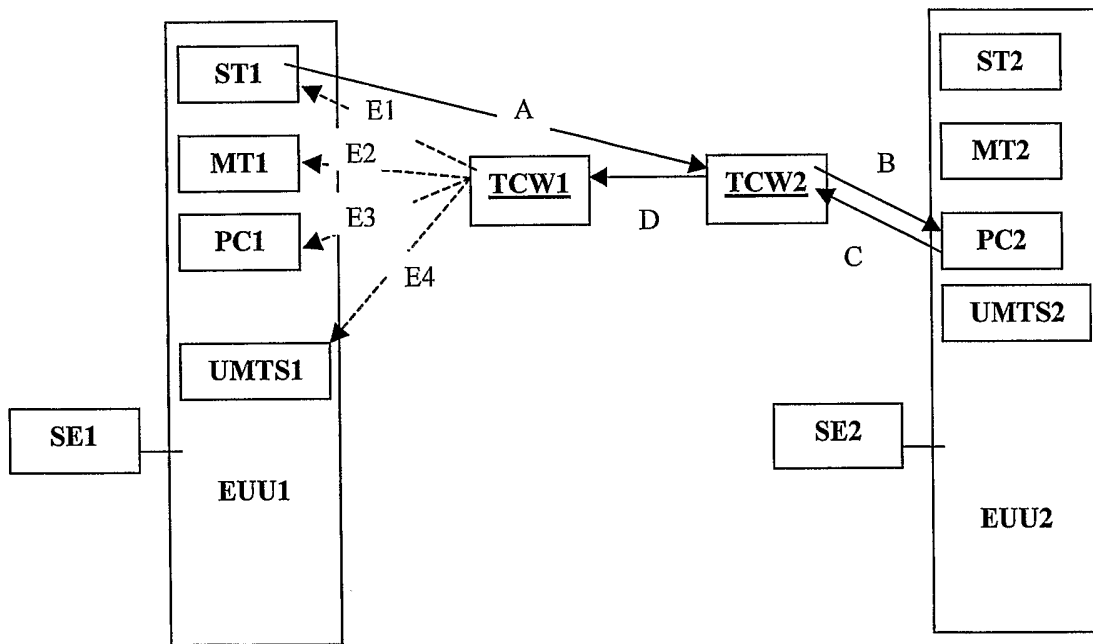 ST1
E1
MT1
E2
PC1
E3
E4
UMTS1
SE1
EUU1
A
TCW1
TCW2
D
B
C
ST2
MT2
PC2
UMTS2
SE2
EUU2